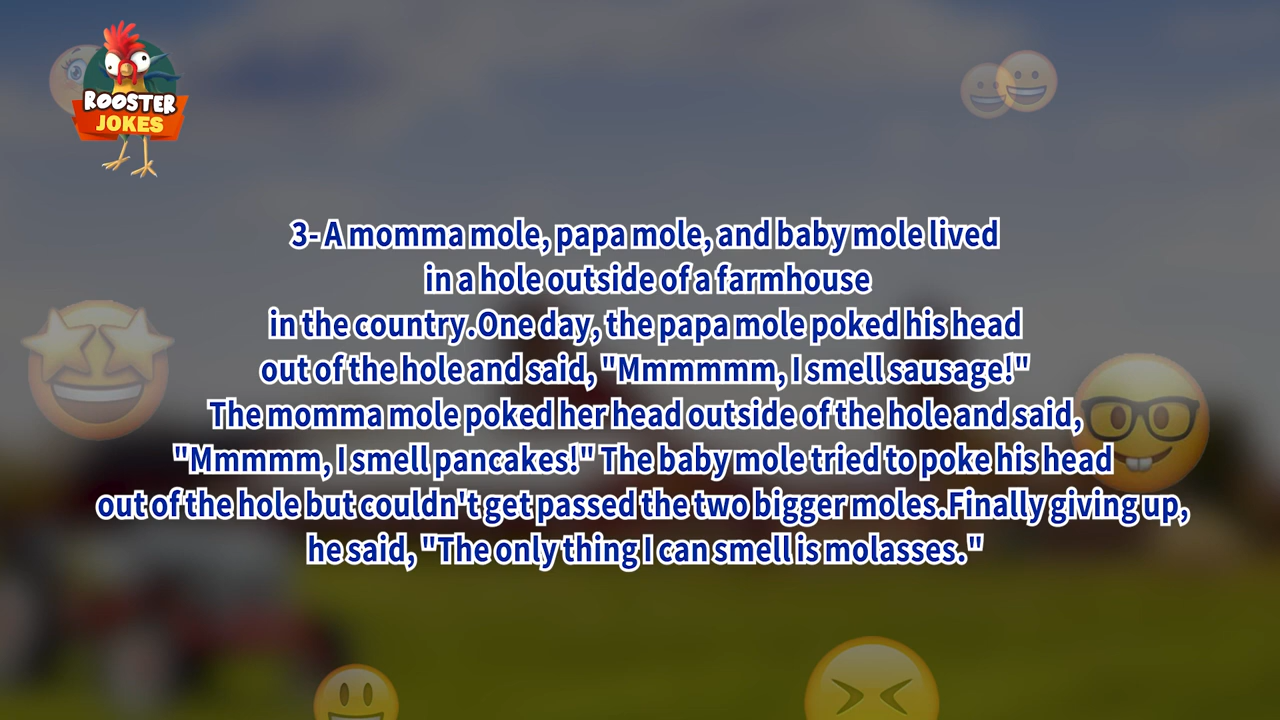 ROOSTER
JOKES
3- A momma mole, papa mole, and baby mole lived
in a hole outside of a farmhouse
in the country.One day, the papa mole poked his head
out of the hole and said, "Mmmmmm, I smell sausage!"
The momma mole poked her head outside of the hole and said,
"Mmmmm, I smell pancakes!" The baby mole tried to poke his head
out of the hole but couldn't get passed the two bigger moles.Finally giving up,
he said, "The only thing I can smell is molasses."